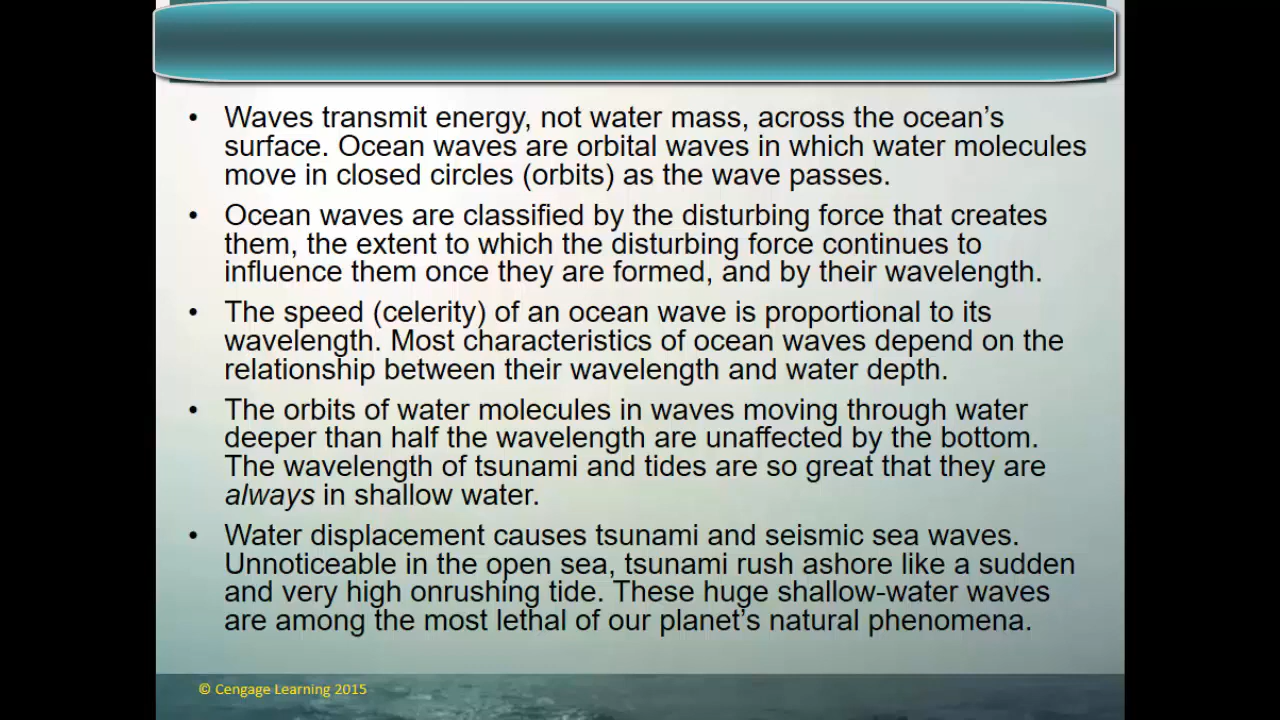 • Waves transmit energy, not water mass, across the ocean’s
surface. Ocean waves are orbital waves in which water molecules
move in closed circles (orbits) as the wave passes.
• Ocean waves are classified by the disturbing force that creates
them, the extent to which the disturbing force continues to
influence them once they are formed, and by their wavelength.
• The speed (celerity) of an ocean wave is proportional to its
wavelength. Most characteristics of ocean waves depend on the
relationship between their wavelength and water depth.
• The orbits of water molecules in waves moving through water
deeper than half the wavelength are unaffected by the bottom.
The wavelength of tsunami and tides are so great that they are
always in shallow water.
• Water displacement causes tsunami and seismic sea waves.
Unnoticeable in the open sea, tsunami rush ashore like a sudden
and very high onrushing tide. These huge shallow-water waves
are among the most lethal of our planet’s natural phenomena.
© Cengage Learning 2015